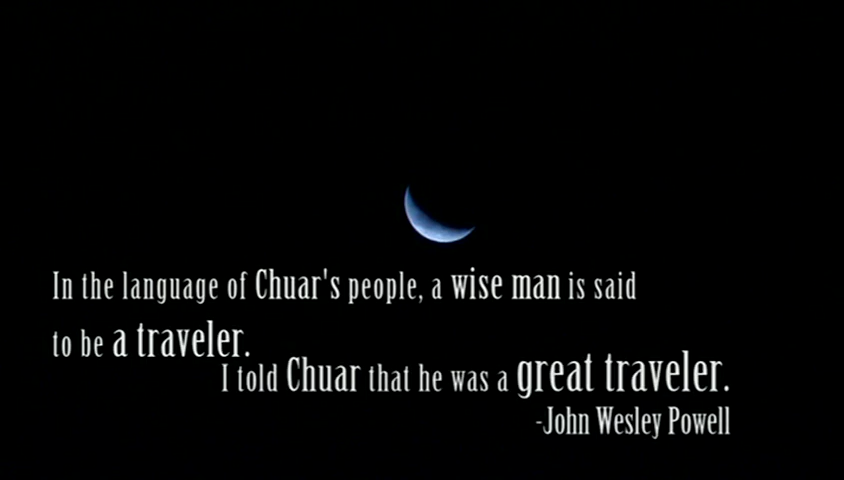 In the language of Chuar's people, a wise man is said
to be a traveler.
I told Chuar that he was a great traveler.
-John Wesley Powell